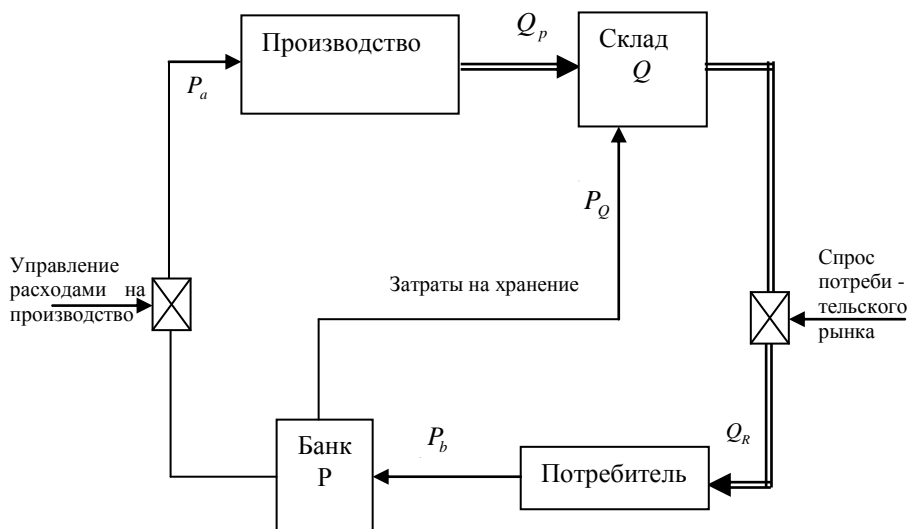 Производство
Q_p
Склад
Q
P_a
P_Q
Управление
расходами на
производство
Затраты на хранение
Спрос
потреби -
тельского
рынка
Банк
P
P_b
Q_R
Потребитель